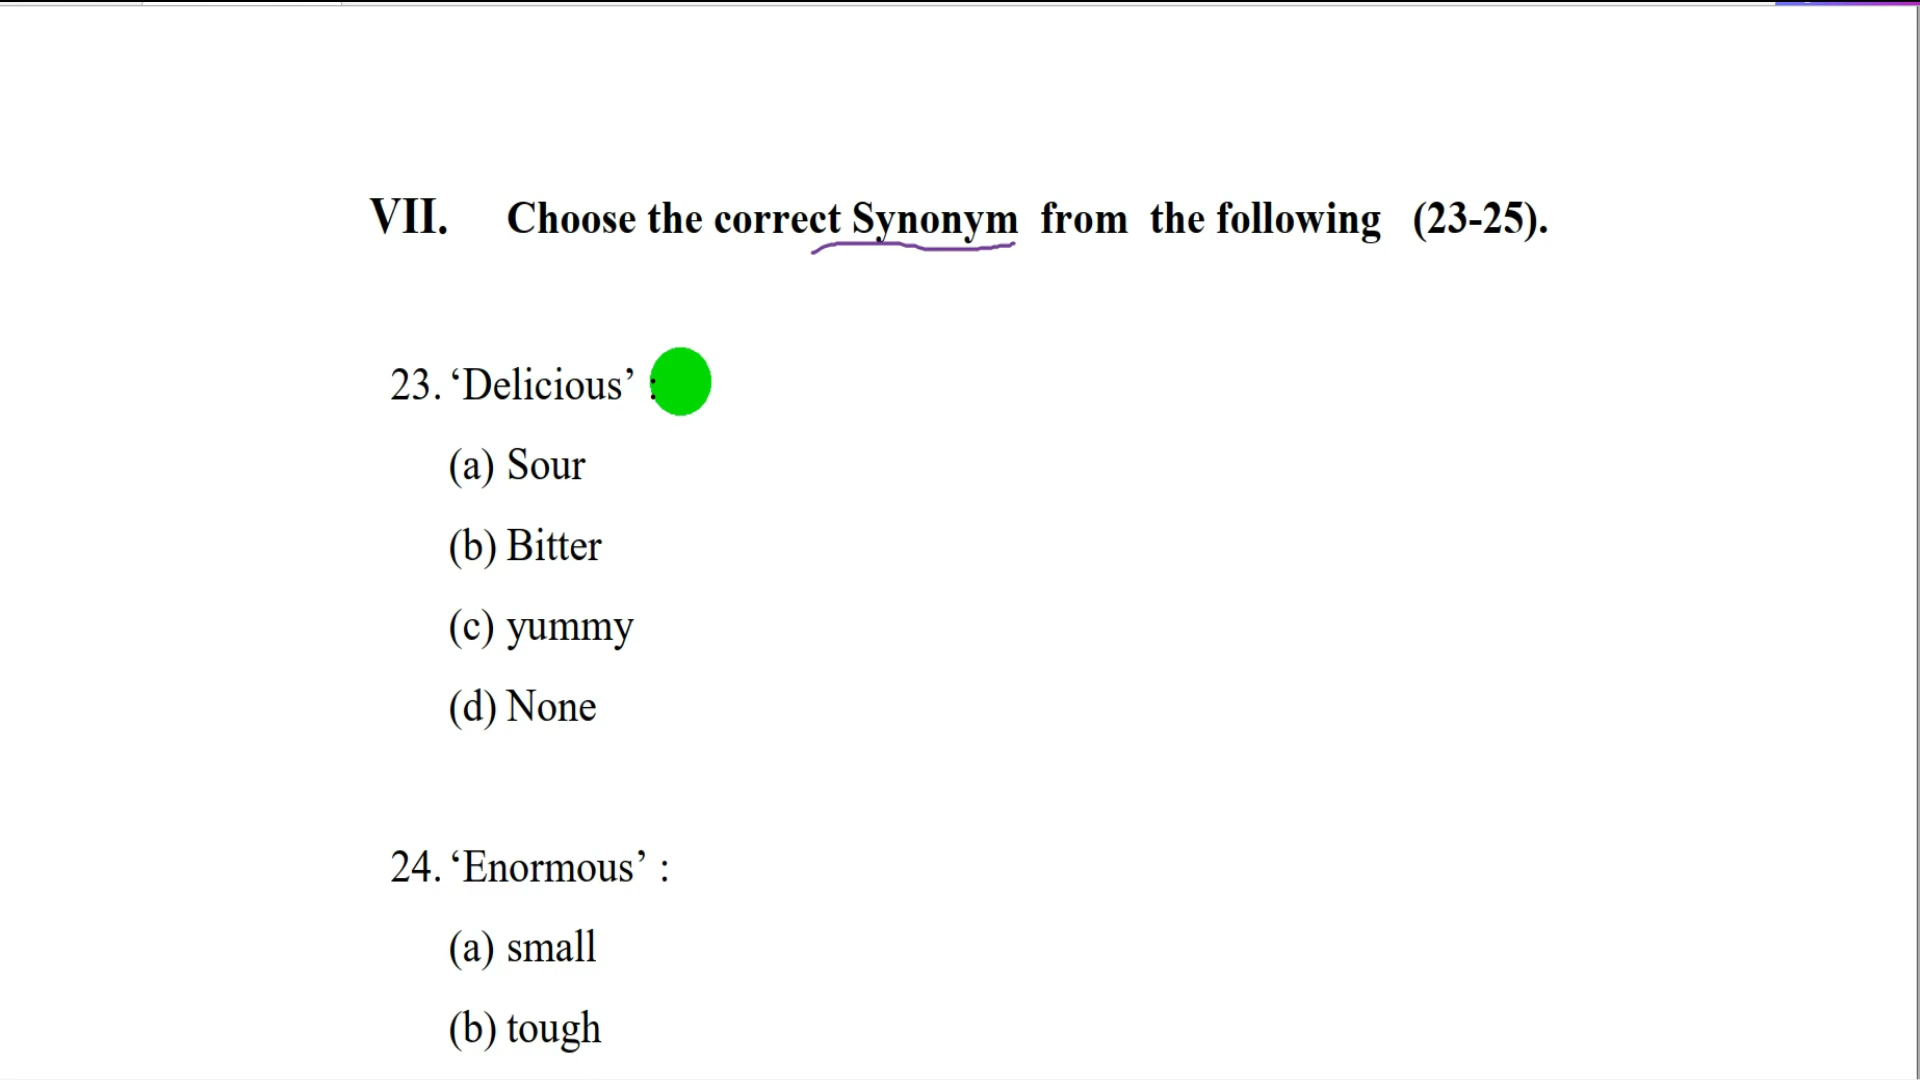 VII. Choose the correct Synonym from the following (23-25).
23. ‘Delicious’ :
(a) Sour
(b) Bitter
(c) yummy
(d) None
24. ‘Enormous’ :
(a) small
(b) tough